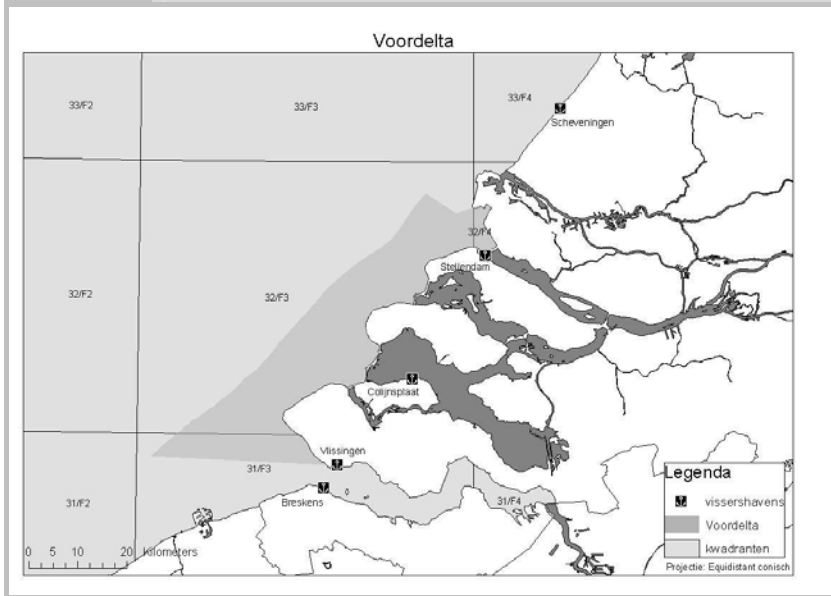 Voordelta
33/F2
33/F3
33/F4
Scheveningen
32/F4
Stellendam
32/F2
32/F3
Colijnsplaat
Vlissingen
31/F3
31/F2
Breskens
31/F4
0 5 10 20 Kilometers
Legenda
vissershavens
Voordelta
kwadranten
Projectie: Equidistant conisch